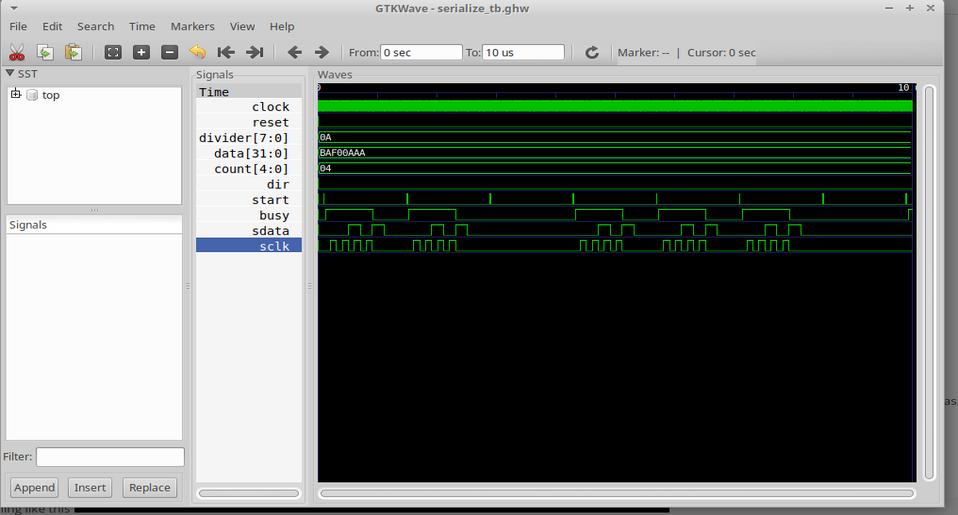 GTKWave - serialize_tb.ghw
File Edit Search Time Markers View Help
From: 0 sec To: 10 us Marker: -- | Cursor: 0 sec
SST
top
Signals
Filter:
Append Insert Replace
Signals
Time
clock
reset
divider[7:0]
data[31:0]
count[4:0]
dir
start
busy
sdata
sclk
Waves
0 10
0A
BAF00AAA
04
ling like this